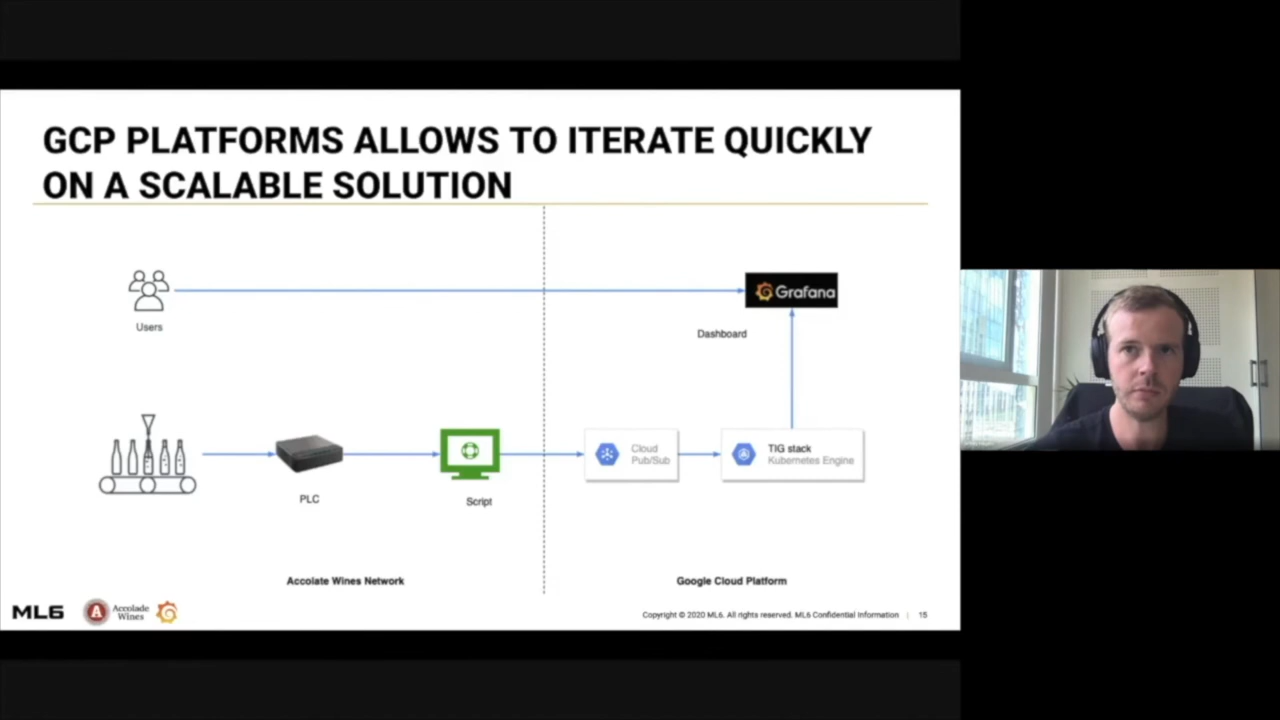 GCP PLATFORMS ALLOWS TO ITERATE QUICKLY
ON A SCALABLE SOLUTION
Users
Grafana
Dashboard
PLC
Script
Cloud
Pub/Sub
TIG stack
Kubernetes Engine
Accolate Wines Network
Google Cloud Platform
ML6
A
Accolade
Wines
Copyright © 2020 ML6. All rights reserved. ML6 Confidential Information | 15